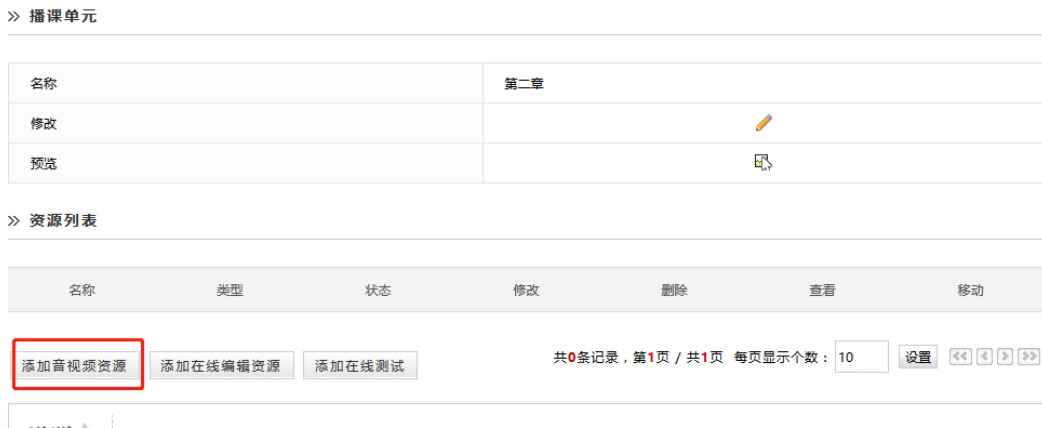 播课单元
名称 第二章
修改
预览
资源列表
名称 类型 状态 修改 删除 查看 移动
添加音视频资源 添加在线编辑资源 添加在线测试 共0条记录，第1页 / 共1页 每页显示个数： 10 设置